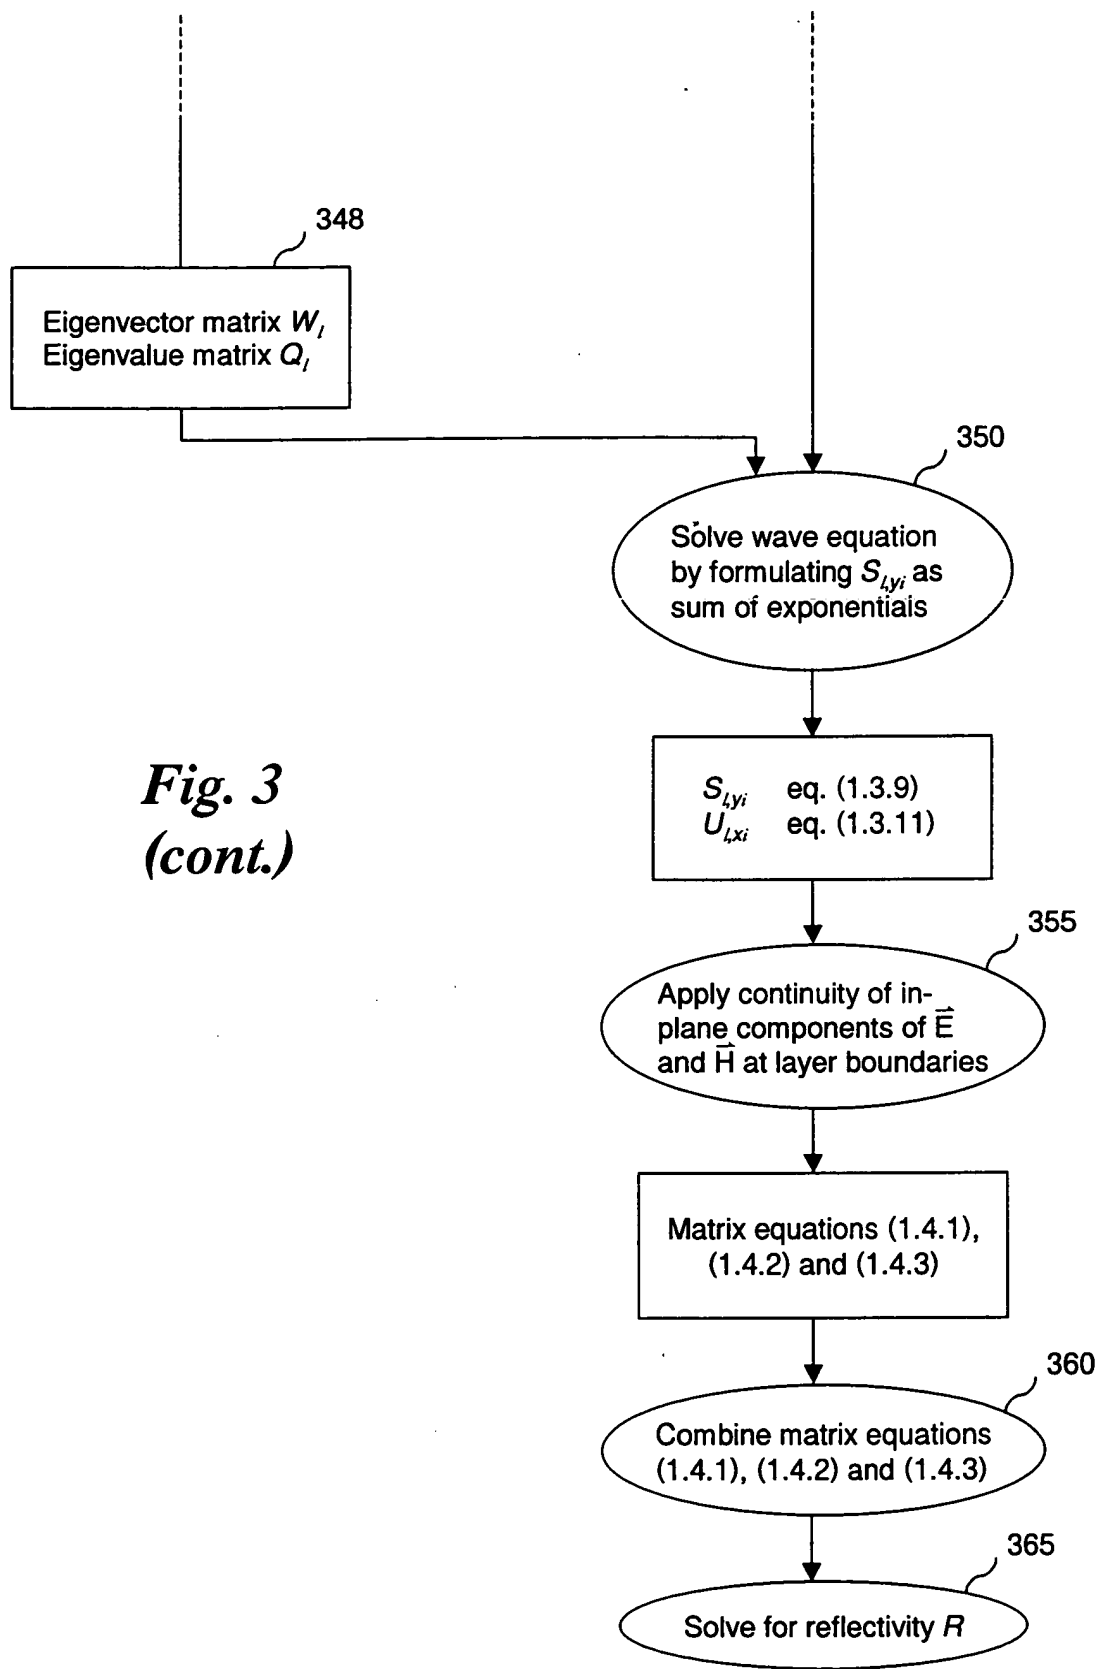 348
Eigenvector matrix W_l
Eigenvalue matrix Q_l
350
Solve wave equation
by formulating S_l,yi as
sum of exponentials
Fig. 3
(cont.)
S_l,yi eq. (1.3.9)
U_l,xi eq. (1.3.11)
355
Apply continuity of in-
plane components of E⃗
and H⃗ at layer boundaries
Matrix equations (1.4.1),
(1.4.2) and (1.4.3)
360
Combine matrix equations
(1.4.1), (1.4.2) and (1.4.3)
365
Solve for reflectivity R